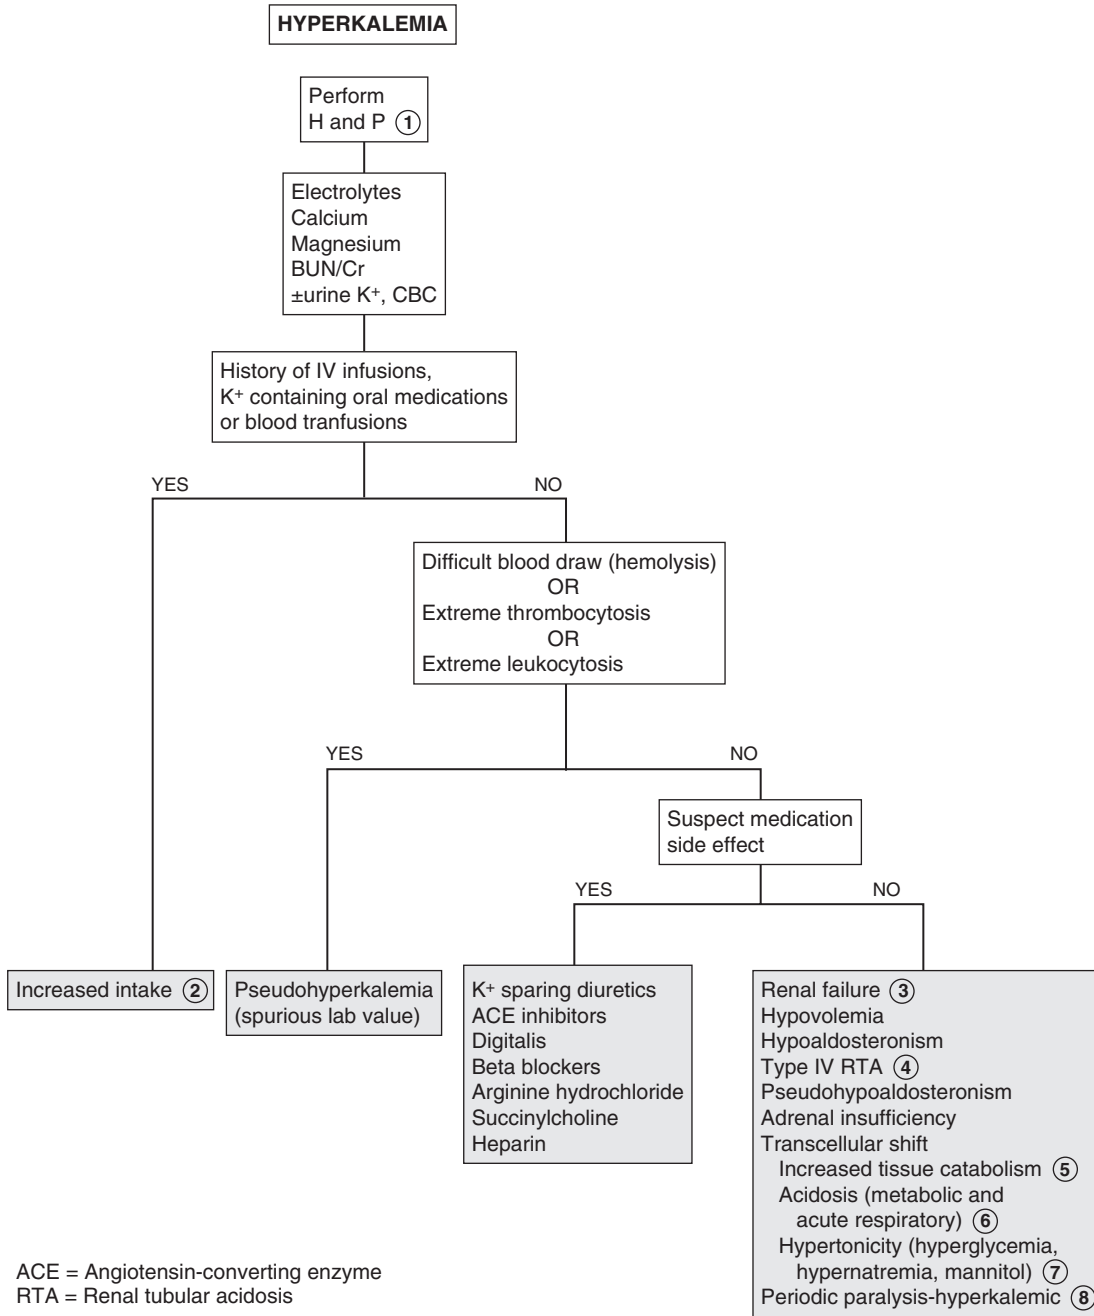 HYPERKALEMIA
Perform
H and P 1
Electrolytes
Calcium
Magnesium
BUN/Cr
±urine K⁺, CBC
History of IV infusions,
K⁺ containing oral medications
or blood tranfusions
YES
NO
Difficult blood draw (hemolysis)
OR
Extreme thrombocytosis
OR
Extreme leukocytosis
YES
NO
Suspect medication
side effect
YES
NO
Increased intake 2
Pseudohyperkalemia
(spurious lab value)
K⁺ sparing diuretics
ACE inhibitors
Digitalis
Beta blockers
Arginine hydrochloride
Succinylcholine
Heparin
Renal failure 3
Hypovolemia
Hypoaldosteronism
Type IV RTA 4
Pseudohypoaldosteronism
Adrenal insufficiency
Transcellular shift
Increased tissue catabolism 5
Acidosis (metabolic and
acute respiratory) 6
Hypertonicity (hyperglycemia,
hypernatremia, mannitol) 7
Periodic paralysis-hyperkalemic 8
ACE = Angiotensin-converting enzyme
RTA = Renal tubular acidosis